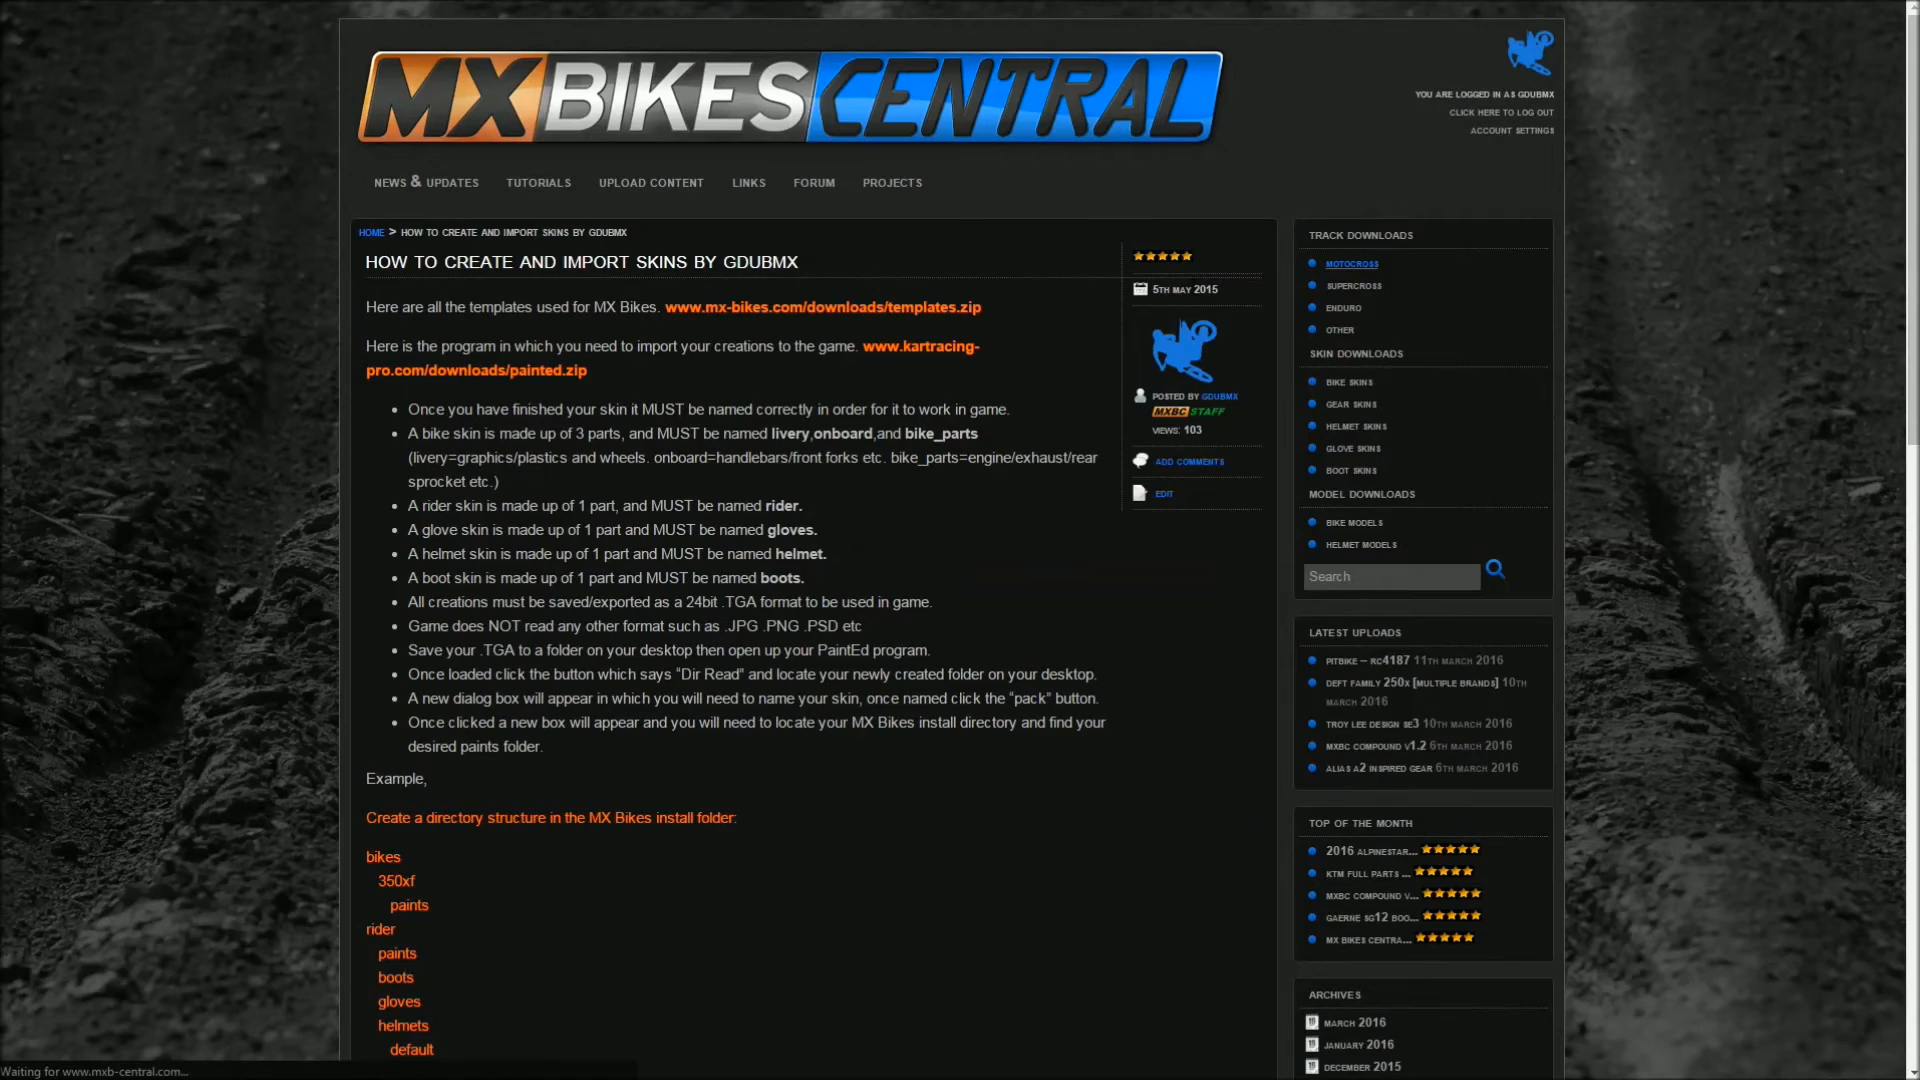 MXBIKESCENTRAL
YOU ARE LOGGED IN AS GDUBMX
CLICK HERE TO LOG OUT
ACCOUNT SETTINGS
NEWS & UPDATES TUTORIALS UPLOAD CONTENT LINKS FORUM PROJECTS
HOME > HOW TO CREATE AND IMPORT SKINS BY GDUBMX
HOW TO CREATE AND IMPORT SKINS BY GDUBMX
Here are all the templates used for MX Bikes. www.mx-bikes.com/downloads/templates.zip
Here is the program in which you need to import your creations to the game. www.kartracing-
pro.com/downloads/painted.zip
• Once you have finished your skin it MUST be named correctly in order for it to work in game.
• A bike skin is made up of 3 parts, and MUST be named livery,onboard,and bike_parts
(livery=graphics/plastics and wheels. onboard=handlebars/front forks etc. bike_parts=engine/exhaust/rear
sprocket etc.)
• A rider skin is made up of 1 part, and MUST be named rider.
• A glove skin is made up of 1 part and MUST be named gloves.
• A helmet skin is made up of 1 part and MUST be named helmet.
• A boot skin is made up of 1 part and MUST be named boots.
• All creations must be saved/exported as a 24bit .TGA format to be used in game.
• Game does NOT read any other format such as .JPG .PNG .PSD etc
• Save your .TGA to a folder on your desktop then open up your PaintEd program.
• Once loaded click the button which says “Dir Read” and locate your newly created folder on your desktop.
• A new dialog box will appear in which you will need to name your skin, once named click the “pack” button.
• Once clicked a new box will appear and you will need to locate your MX Bikes install directory and find your
desired paints folder.
Example,
Create a directory structure in the MX Bikes install folder:
bikes
350xf
paints
rider
paints
boots
gloves
helmets
default
5TH MAY 2015
POSTED BY GDUBMX
MXBC STAFF
VIEWS: 103
ADD COMMENTS
EDIT
TRACK DOWNLOADS
MOTOCROSS
SUPERCROSS
ENDURO
OTHER
SKIN DOWNLOADS
BIKE SKINS
GEAR SKINS
HELMET SKINS
GLOVE SKINS
BOOT SKINS
MODEL DOWNLOADS
BIKE MODELS
HELMET MODELS
Search
LATEST UPLOADS
PITBIKE – RC4187 11TH MARCH 2016
DEFT FAMILY 250X [MULTIPLE BRANDS] 10TH
MARCH 2016
TROY LEE DESIGN SE3 10TH MARCH 2016
MXBC COMPOUND V1.2 6TH MARCH 2016
ALIAS A2 INSPIRED GEAR 6TH MARCH 2016
TOP OF THE MONTH
2016 ALPINESTAR...
KTM FULL PARTS ...
MXBC COMPOUND V...
GAERNE SG12 BOO...
MX BIKES CENTRA...
ARCHIVES
MARCH 2016
JANUARY 2016
DECEMBER 2015
Waiting for www.mxb-central.com...